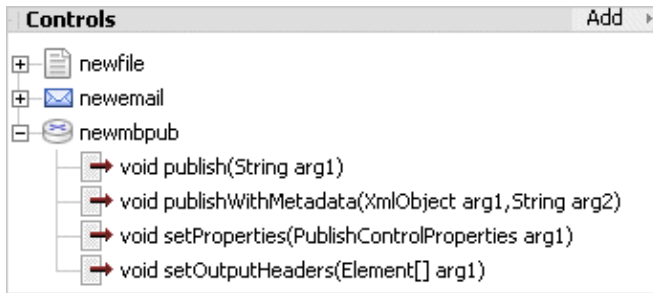 Controls Add
newfile
newemail
newmbpub
void publish(String arg1)
void publishWithMetadata(XmlObject arg1,String arg2)
void setProperties(PublishControlProperties arg1)
void setOutputHeaders(Element[] arg1)